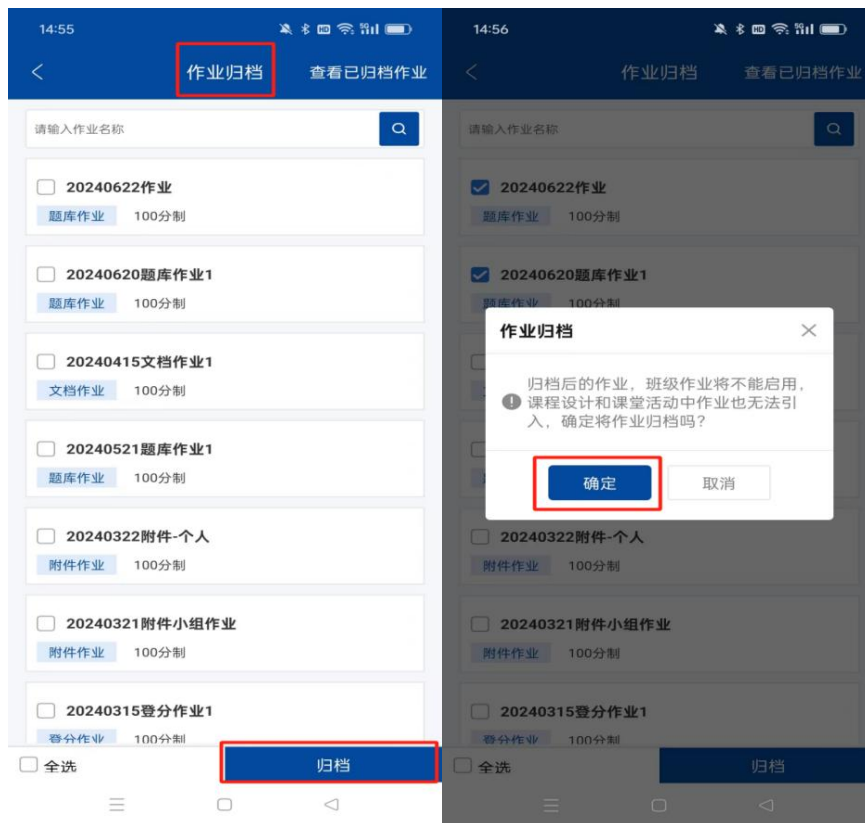 14:55
作业归档
查看已归档作业
请输入作业名称
20240622作业
题库作业 100分制
20240620题库作业1
题库作业 100分制
20240415文档作业1
文档作业 100分制
20240521题库作业1
题库作业 100分制
20240322附件-个人
附件作业 100分制
20240321附件小组作业
附件作业 100分制
20240315登分作业1
登分作业 100分制
全选
归档
14:56
作业归档
查看已归档作业
请输入作业名称
20240622作业
题库作业 100分制
20240620题库作业1
题库作业 100分制
作业归档
归档后的作业，班级作业将不能启用，
课程设计和课堂活动中作业也无法引
入，确定将作业归档吗？
确定
取消
20240322附件-个人
附件作业 100分制
20240321附件小组作业
附件作业 100分制
20240315登分作业1
登分作业 100分制
全选
归档